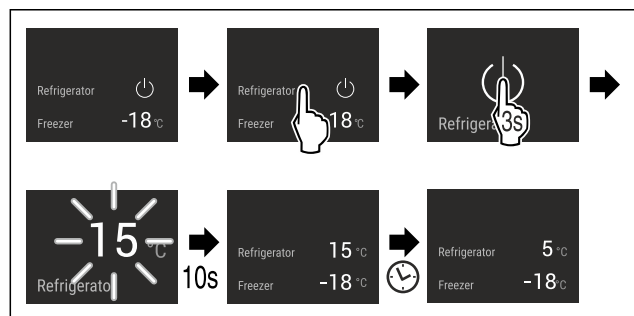 Refrigerator
Freezer -18 °C
Refrigerator
Freezer 18 °C
Refrigera 3s
15 °C
Refrigerato
10s
Refrigerator 15 °C
Freezer -18 °C
Refrigerator 5 °C
Freezer -18 °C